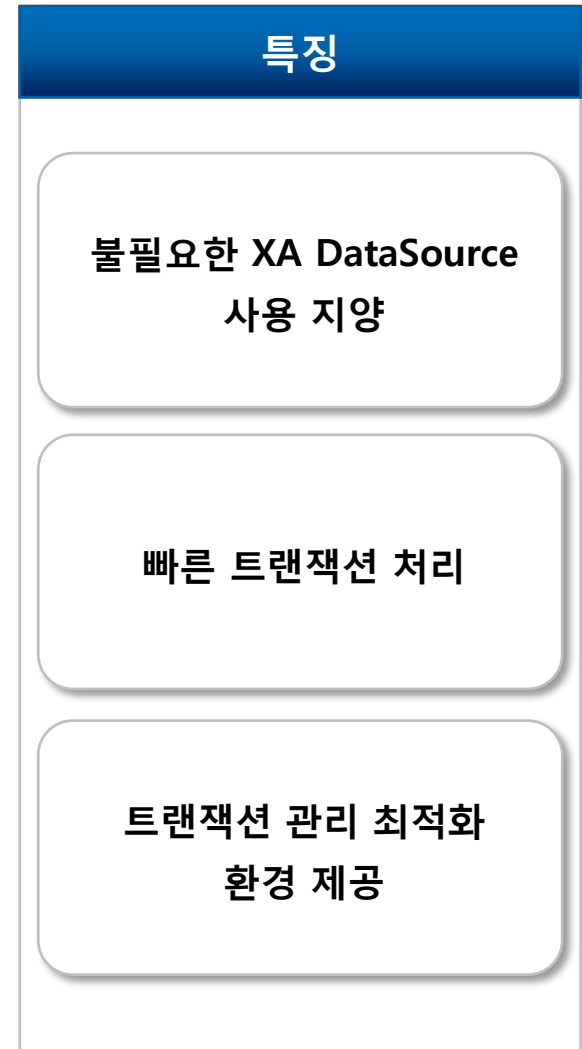 특징
불필요한 XA DataSource
사용 지양
빠른 트랜잭션 처리
트랜잭션 관리 최적화
환경 제공